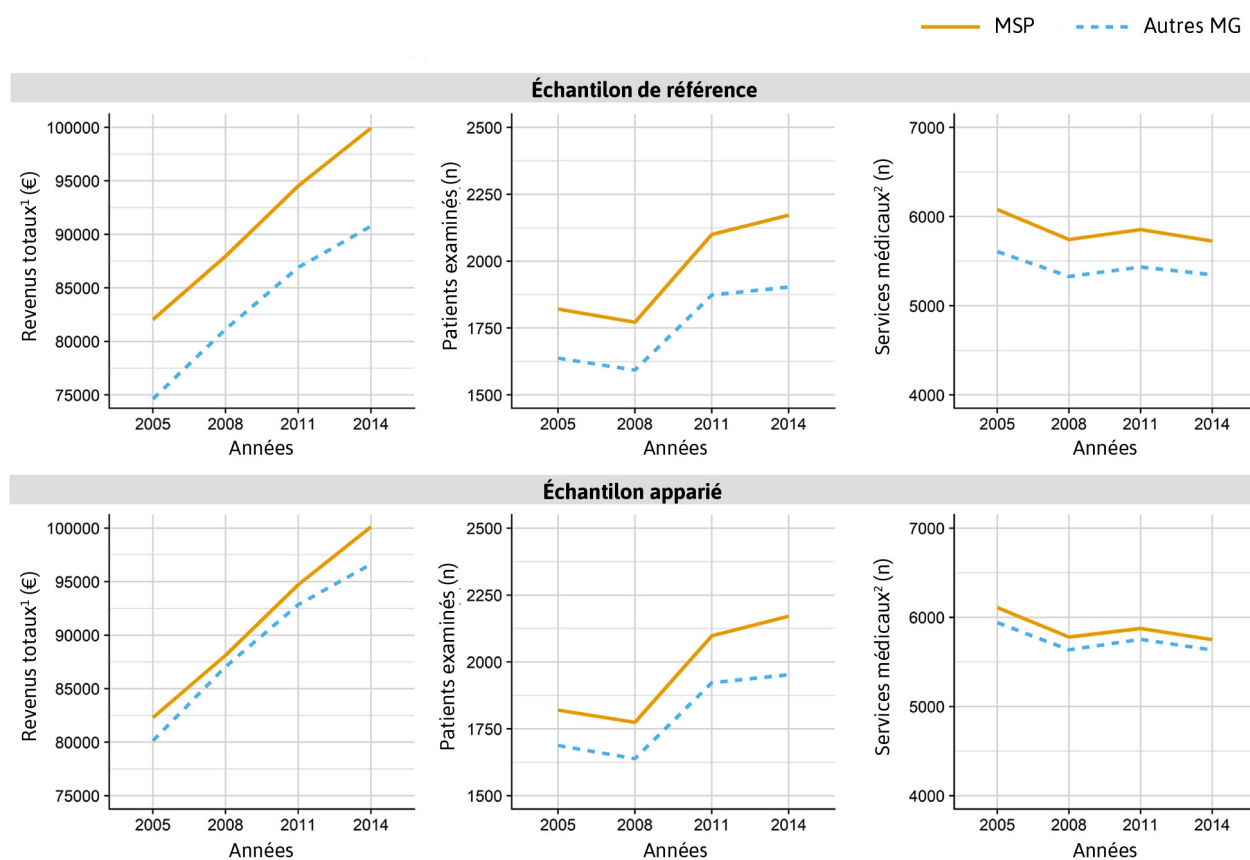 MSP Autres MG
Échantilon de référence
Revenus totaux¹ (€)
100000
95000
90000
85000
80000
75000
2005 2008 2011 2014
Années
Patients examinés (n)
2500
2250
2000
1750
1500
2005 2008 2011 2014
Années
Services médicaux² (n)
7000
6000
5000
4000
2005 2008 2011 2014
Années
Échantilon apparié
Revenus totaux¹ (€)
100000
95000
90000
85000
80000
75000
2005 2008 2011 2014
Années
Patients examinés (n)
2500
2250
2000
1750
1500
2005 2008 2011 2014
Années
Services médicaux² (n)
7000
6000
5000
4000
2005 2008 2011 2014
Années